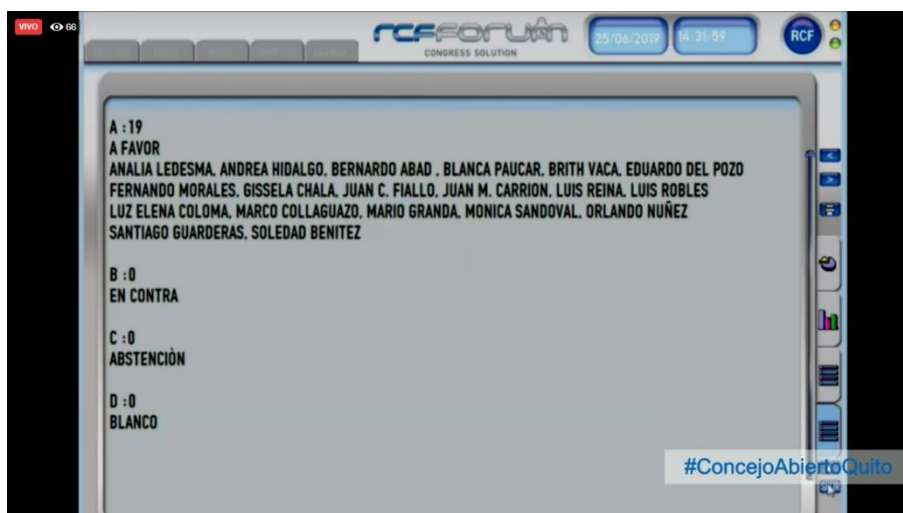 VIVO 66
RCF FORUM
CONGRESS SOLUTION
25/06/2019 14:31:59
RCF
A :19
A FAVOR
ANALIA LEDESMA, ANDREA HIDALGO, BERNARDO ABAD , BLANCA PAUCAR, BRITH VACA, EDUARDO DEL POZO
FERNANDO MORALES, GISSELA CHALA, JUAN C. FIALLO, JUAN M. CARRION, LUIS REINA, LUIS ROBLES
LUZ ELENA COLOMA, MARCO COLLAGUAZO, MARIO GRANDA, MONICA SANDOVAL, ORLANDO NUÑEZ
SANTIAGO GUARDERAS, SOLEDAD BENITEZ
B :0
EN CONTRA
C :0
ABSTENCIÒN
D :0
BLANCO
#ConcejoAbiertoQuito